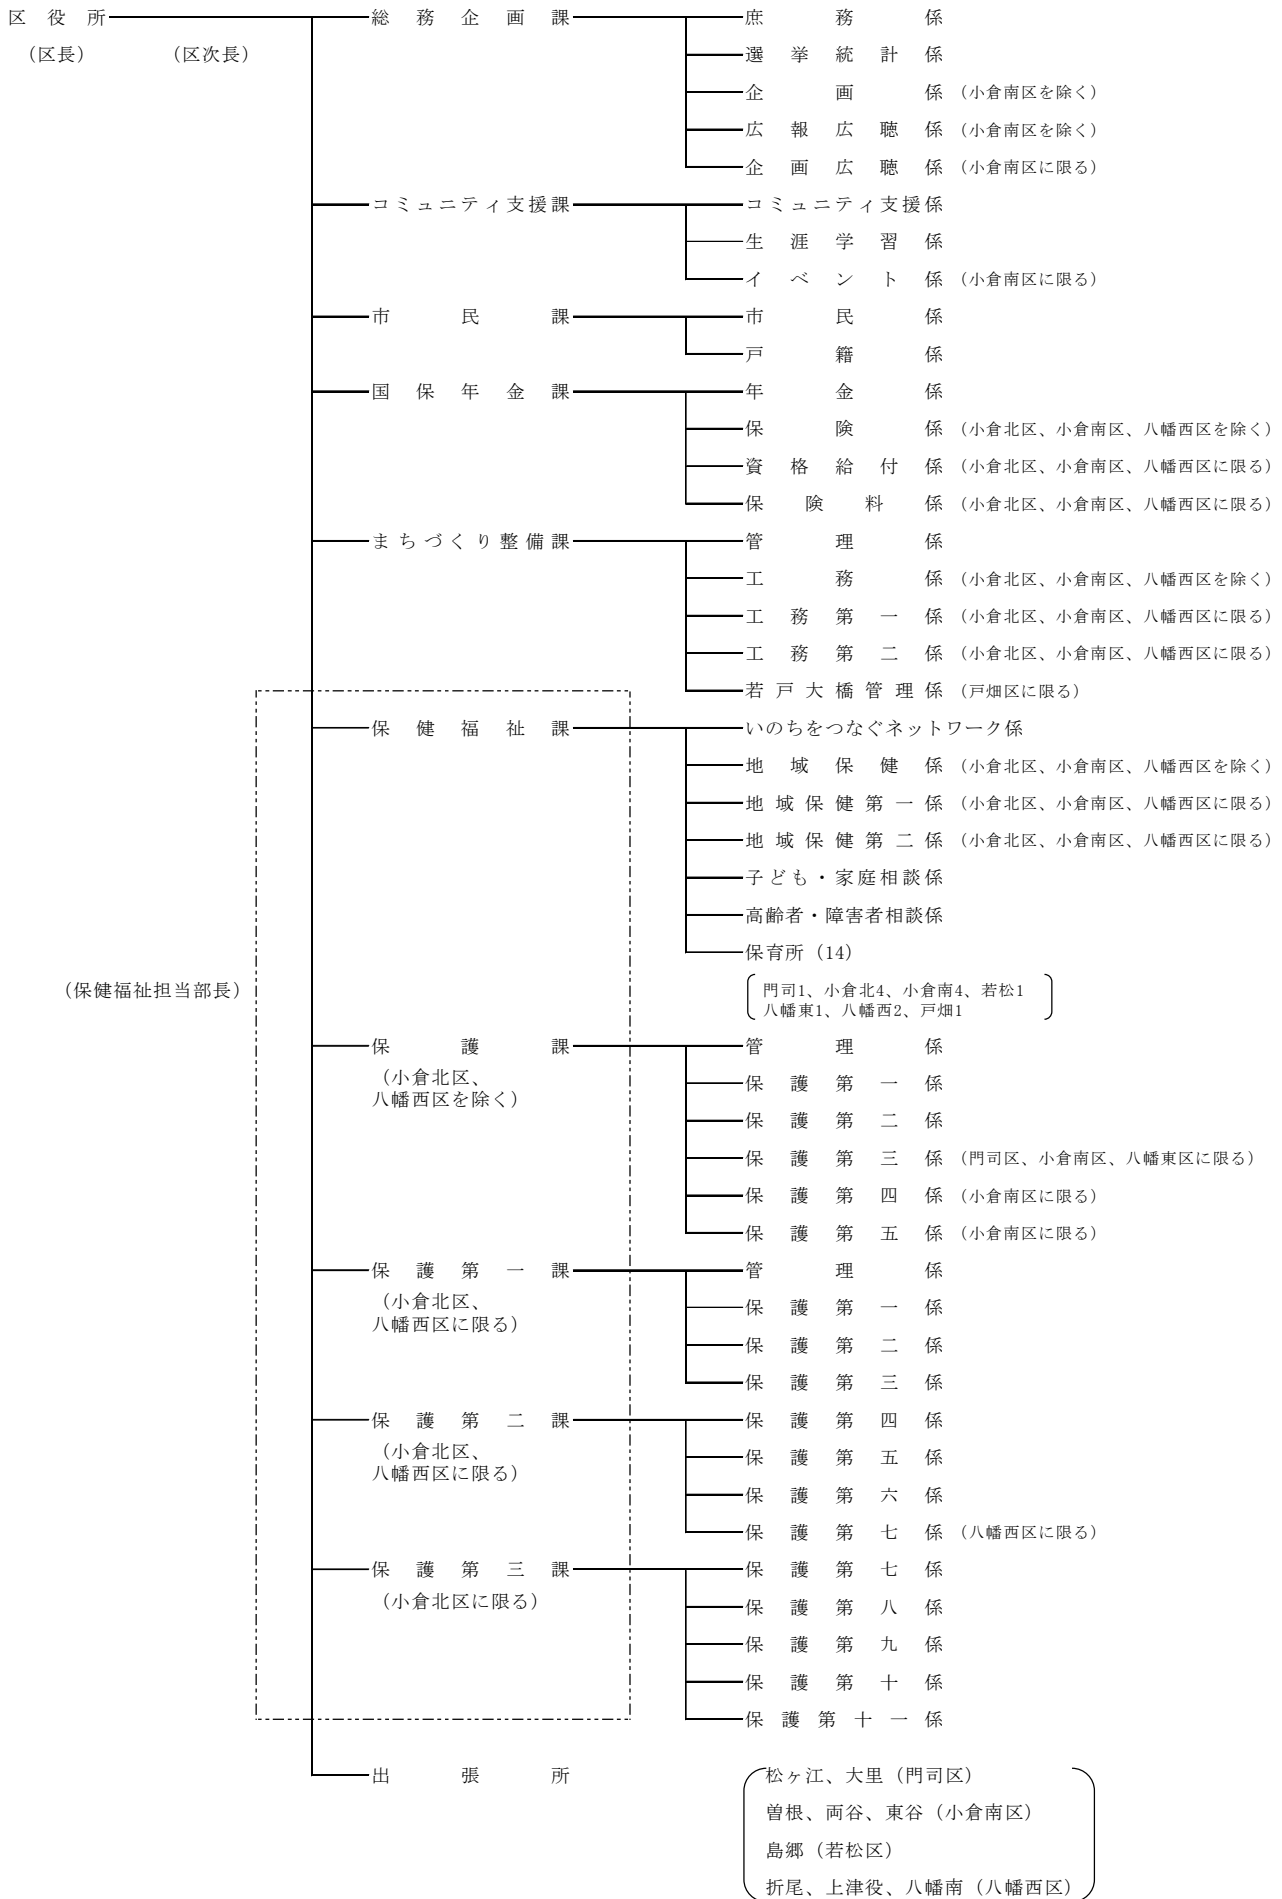 区役所 総務企画課 庶務係
（区長） （区次長） 選挙統計係
企画係（小倉南区を除く）
広報広聴係（小倉南区を除く）
企画広聴係（小倉南区に限る）
コミュニティ支援課 コミュニティ支援係
生涯学習係
イベント係（小倉南区に限る）
市民課 市民係
戸籍係
国保年金課 年金係
保険係（小倉北区、小倉南区、八幡西区を除く）
資格給付係（小倉北区、小倉南区、八幡西区に限る）
保険料係（小倉北区、小倉南区、八幡西区に限る）
まちづくり整備課 管理係
工務係（小倉北区、小倉南区、八幡西区を除く）
工務第一係（小倉北区、小倉南区、八幡西区に限る）
工務第二係（小倉北区、小倉南区、八幡西区に限る）
若戸大橋管理係（戸畑区に限る）
保健福祉課 いのちをつなぐネットワーク係
地域保健係（小倉北区、小倉南区、八幡西区を除く）
地域保健第一係（小倉北区、小倉南区、八幡西区に限る）
地域保健第二係（小倉北区、小倉南区、八幡西区に限る）
子ども・家庭相談係
高齢者・障害者相談係
保育所（14）
（保健福祉担当部長）
門司1、小倉北4、小倉南4、若松1
八幡東1、八幡西2、戸畑1
保護課 管理係
（小倉北区、
八幡西区を除く）
保護第一係
保護第二係
保護第三係（門司区、小倉南区、八幡東区に限る）
保護第四係（小倉南区に限る）
保護第五係（小倉南区に限る）
保護第一課 管理係
（小倉北区、
八幡西区に限る）
保護第一係
保護第二係
保護第三係
保護第二課 保護第四係
（小倉北区、
八幡西区に限る）
保護第五係
保護第六係
保護第七係（八幡西区に限る）
保護第三課 保護第七係
（小倉北区に限る）
保護第八係
保護第九係
保護第十係
保護第十一係
出張所 松ヶ江、大里（門司区）
曽根、両谷、東谷（小倉南区）
島郷（若松区）
折尾、上津役、八幡南（八幡西区）